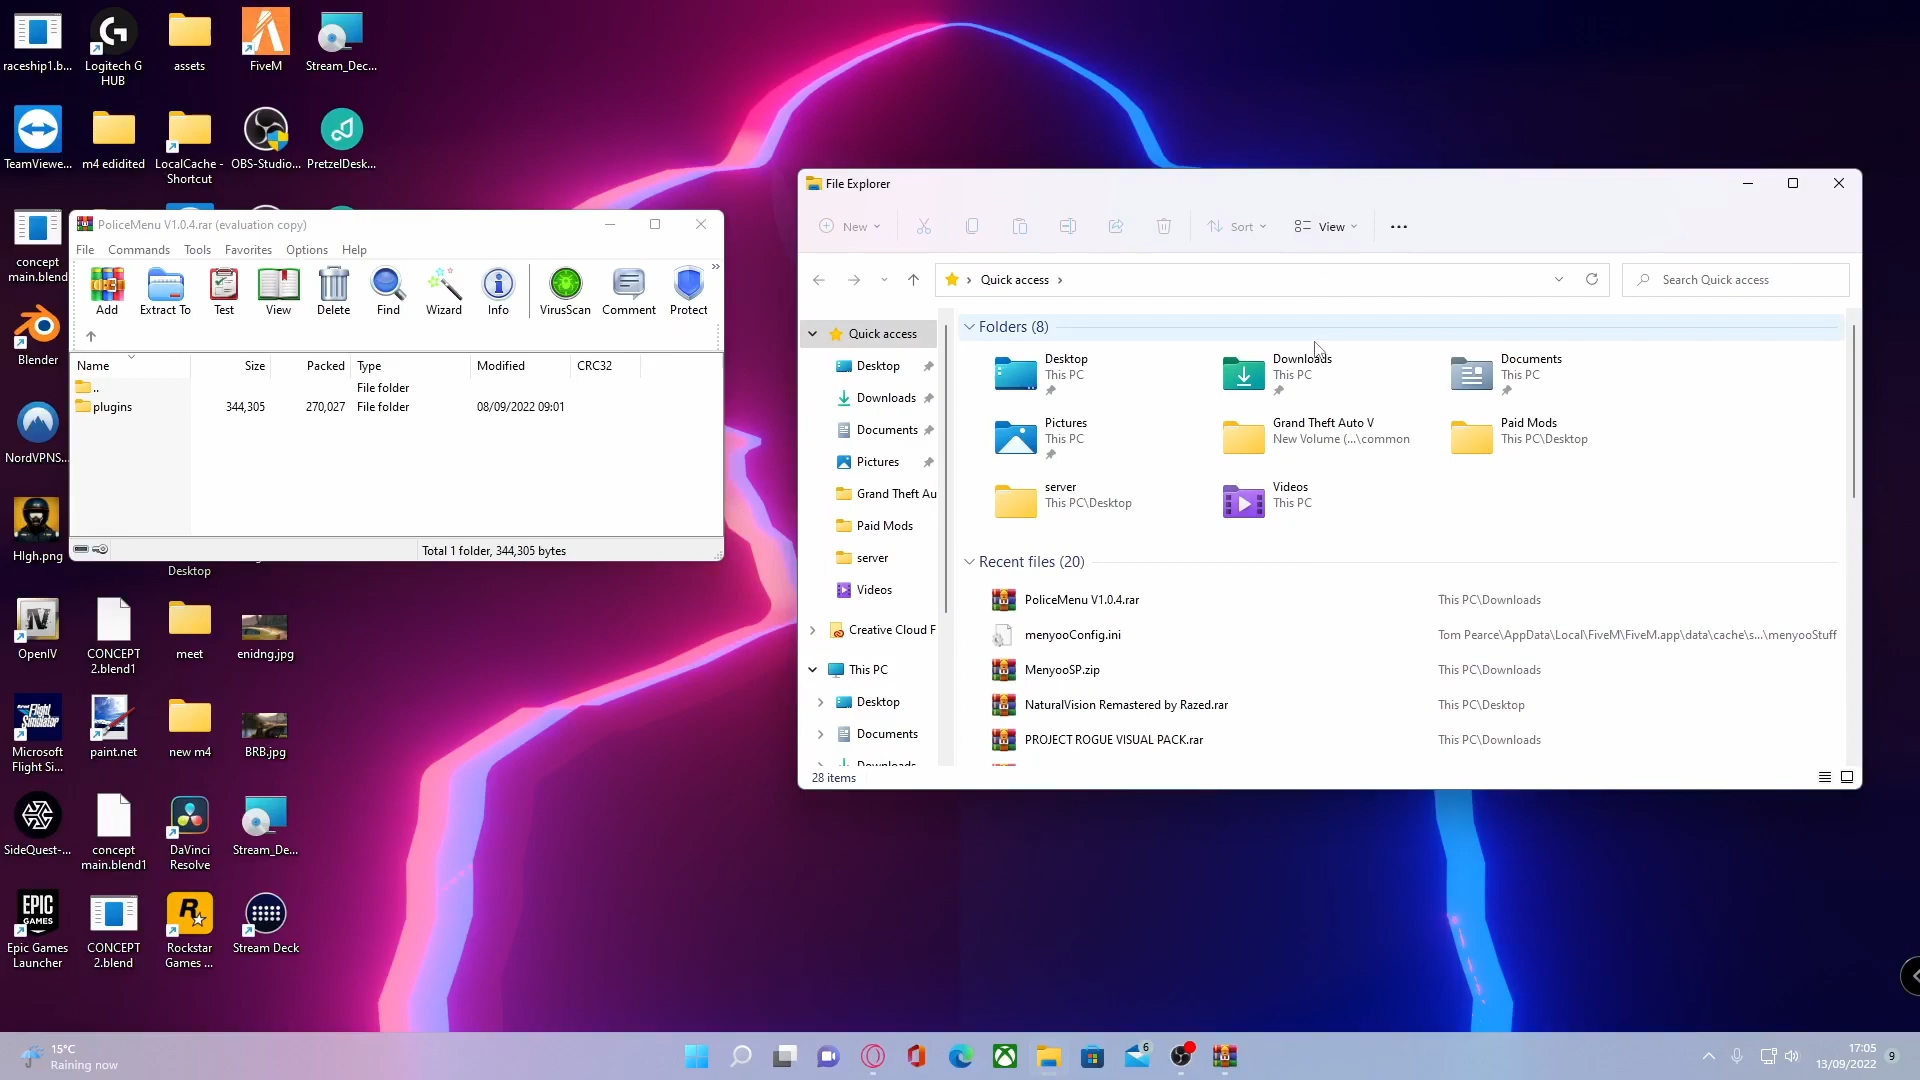 raceship1.b...
Logitech G
HUB
assets
FiveM
Stream_Dec...
TeamViewe...
m4 edidited
LocalCache -
Shortcut
OBS-Studio...
PretzelDesk...
concept
main.blend
Blender
NordVPNS...
HIgh.png
Desktop
OpenIV
CONCEPT
2.blend1
meet
enidng.jpg
Microsoft
Flight Si...
paint.net
new m4
BRB.jpg
SideQuest-...
concept
main.blend1
DaVinci
Resolve
Stream_De...
EPIC
GAMES
Epic Games
Launcher
CONCEPT
2.blend
Rockstar
Games ...
Stream Deck
PoliceMenu V1.0.4.rar (evaluation copy)
File Commands Tools Favorites Options Help
Add Extract To Test View Delete Find Wizard Info VirusScan Comment Protect
Name Size Packed Type Modified CRC32
.. File folder
plugins 344,305 270,027 File folder 08/09/2022 09:01
Total 1 folder, 344,305 bytes
File Explorer
New Sort View
Quick access Search Quick access
Quick access
Desktop
Downloads
Documents
Pictures
Grand Theft Au
Paid Mods
server
Videos
Creative Cloud F
This PC
Desktop
Documents
Downloads
Folders (8)
Desktop
This PC
Downloads
This PC
Documents
This PC
Pictures
This PC
Grand Theft Auto V
New Volume (...\common
Paid Mods
This PC\Desktop
server
This PC\Desktop
Videos
This PC
Recent files (20)
PoliceMenu V1.0.4.rar This PC\Downloads
menyooConfig.ini Tom Pearce\AppData\Local\FiveM\FiveM.app\data\cache\s...\menyooStuff
MenyooSP.zip This PC\Downloads
NaturalVision Remastered by Razed.rar This PC\Desktop
PROJECT ROGUE VISUAL PACK.rar This PC\Downloads
28 items
15°C
Raining now
6
17:05
13/09/2022
9